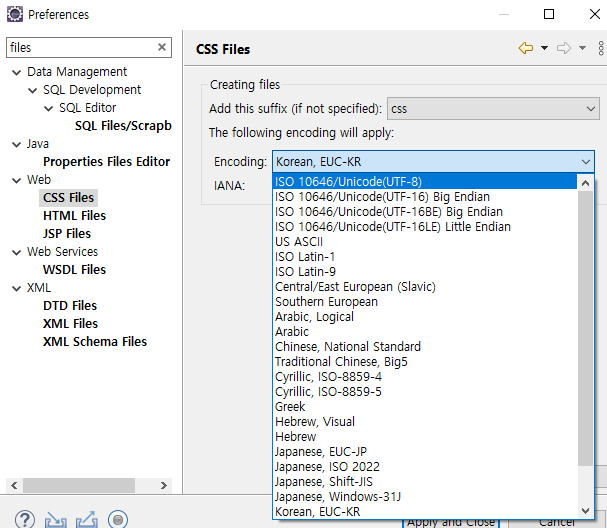 Preferences
files
Data Management
SQL Development
SQL Editor
SQL Files/Scrapb
Java
Properties Files Editor
Web
CSS Files
HTML Files
JSP Files
Web Services
WSDL Files
XML
DTD Files
XML Files
XML Schema Files
CSS Files
Creating files
Add this suffix (if not specified): css
The following encoding will apply:
Encoding: Korean, EUC-KR
IANA:
ISO 10646/Unicode(UTF-8)
ISO 10646/Unicode(UTF-16) Big Endian
ISO 10646/Unicode(UTF-16BE) Big Endian
ISO 10646/Unicode(UTF-16LE) Little Endian
US ASCII
ISO Latin-1
ISO Latin-9
Central/East European (Slavic)
Southern European
Arabic, Logical
Arabic
Chinese, National Standard
Traditional Chinese, Big5
Cyrillic, ISO-8859-4
Cyrillic, ISO-8859-5
Greek
Hebrew, Visual
Hebrew
Japanese, EUC-JP
Japanese, ISO 2022
Japanese, Shift-JIS
Japanese, Windows-31J
Korean, EUC-KR
Apply and Close
Cancel